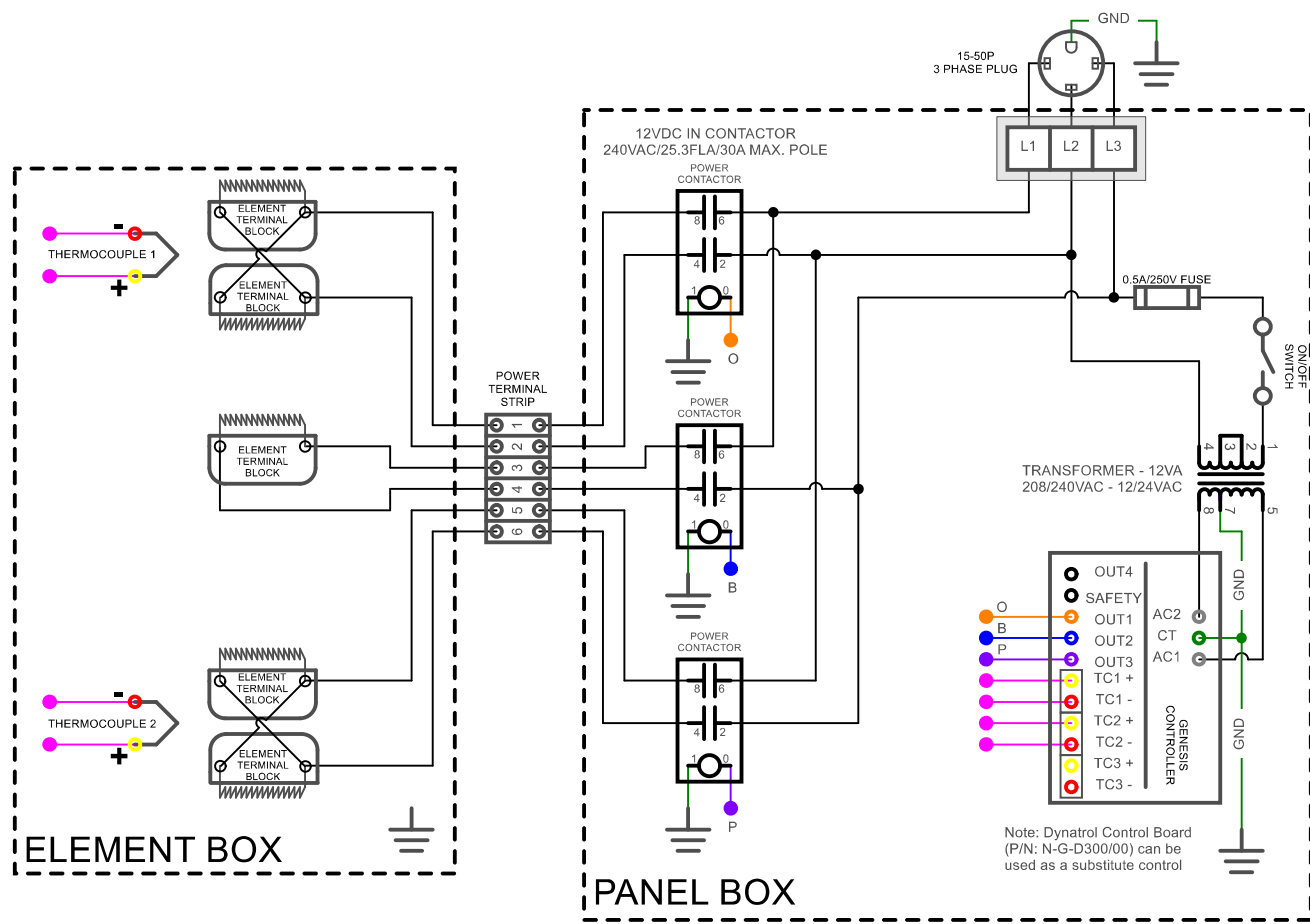 GND
15-50P
3 PHASE PLUG
L1 L2 L3
12VDC IN CONTACTOR
240VAC/25.3FLA/30A MAX. POLE
POWER
CONTACTOR
8 6
4 2
1 0
O
ELEMENT
TERMINAL
BLOCK
ELEMENT
TERMINAL
BLOCK
-
THERMOCOUPLE 1
+
0.5A/250V FUSE
ON/OFF
SWITCH
POWER
TERMINAL
STRIP
1
2
3
4
5
6
POWER
CONTACTOR
8 6
4 2
1 0
B
ELEMENT
TERMINAL
BLOCK
TRANSFORMER - 12VA
208/240VAC - 12/24VAC
4 3 2 1
8 7 5
GND
GND
POWER
CONTACTOR
8 6
4 2
1 0
P
ELEMENT
TERMINAL
BLOCK
ELEMENT
TERMINAL
BLOCK
-
THERMOCOUPLE 2
+
O
B
P
OUT4
SAFETY
OUT1
OUT2
OUT3
TC1 +
TC1 -
TC2 +
TC2 -
TC3 +
TC3 -
AC2
CT
AC1
GENESIS
CONTROLLER
Note: Dynatrol Control Board
(P/N: N-G-D300/00) can be
used as a substitute control
ELEMENT BOX
PANEL BOX